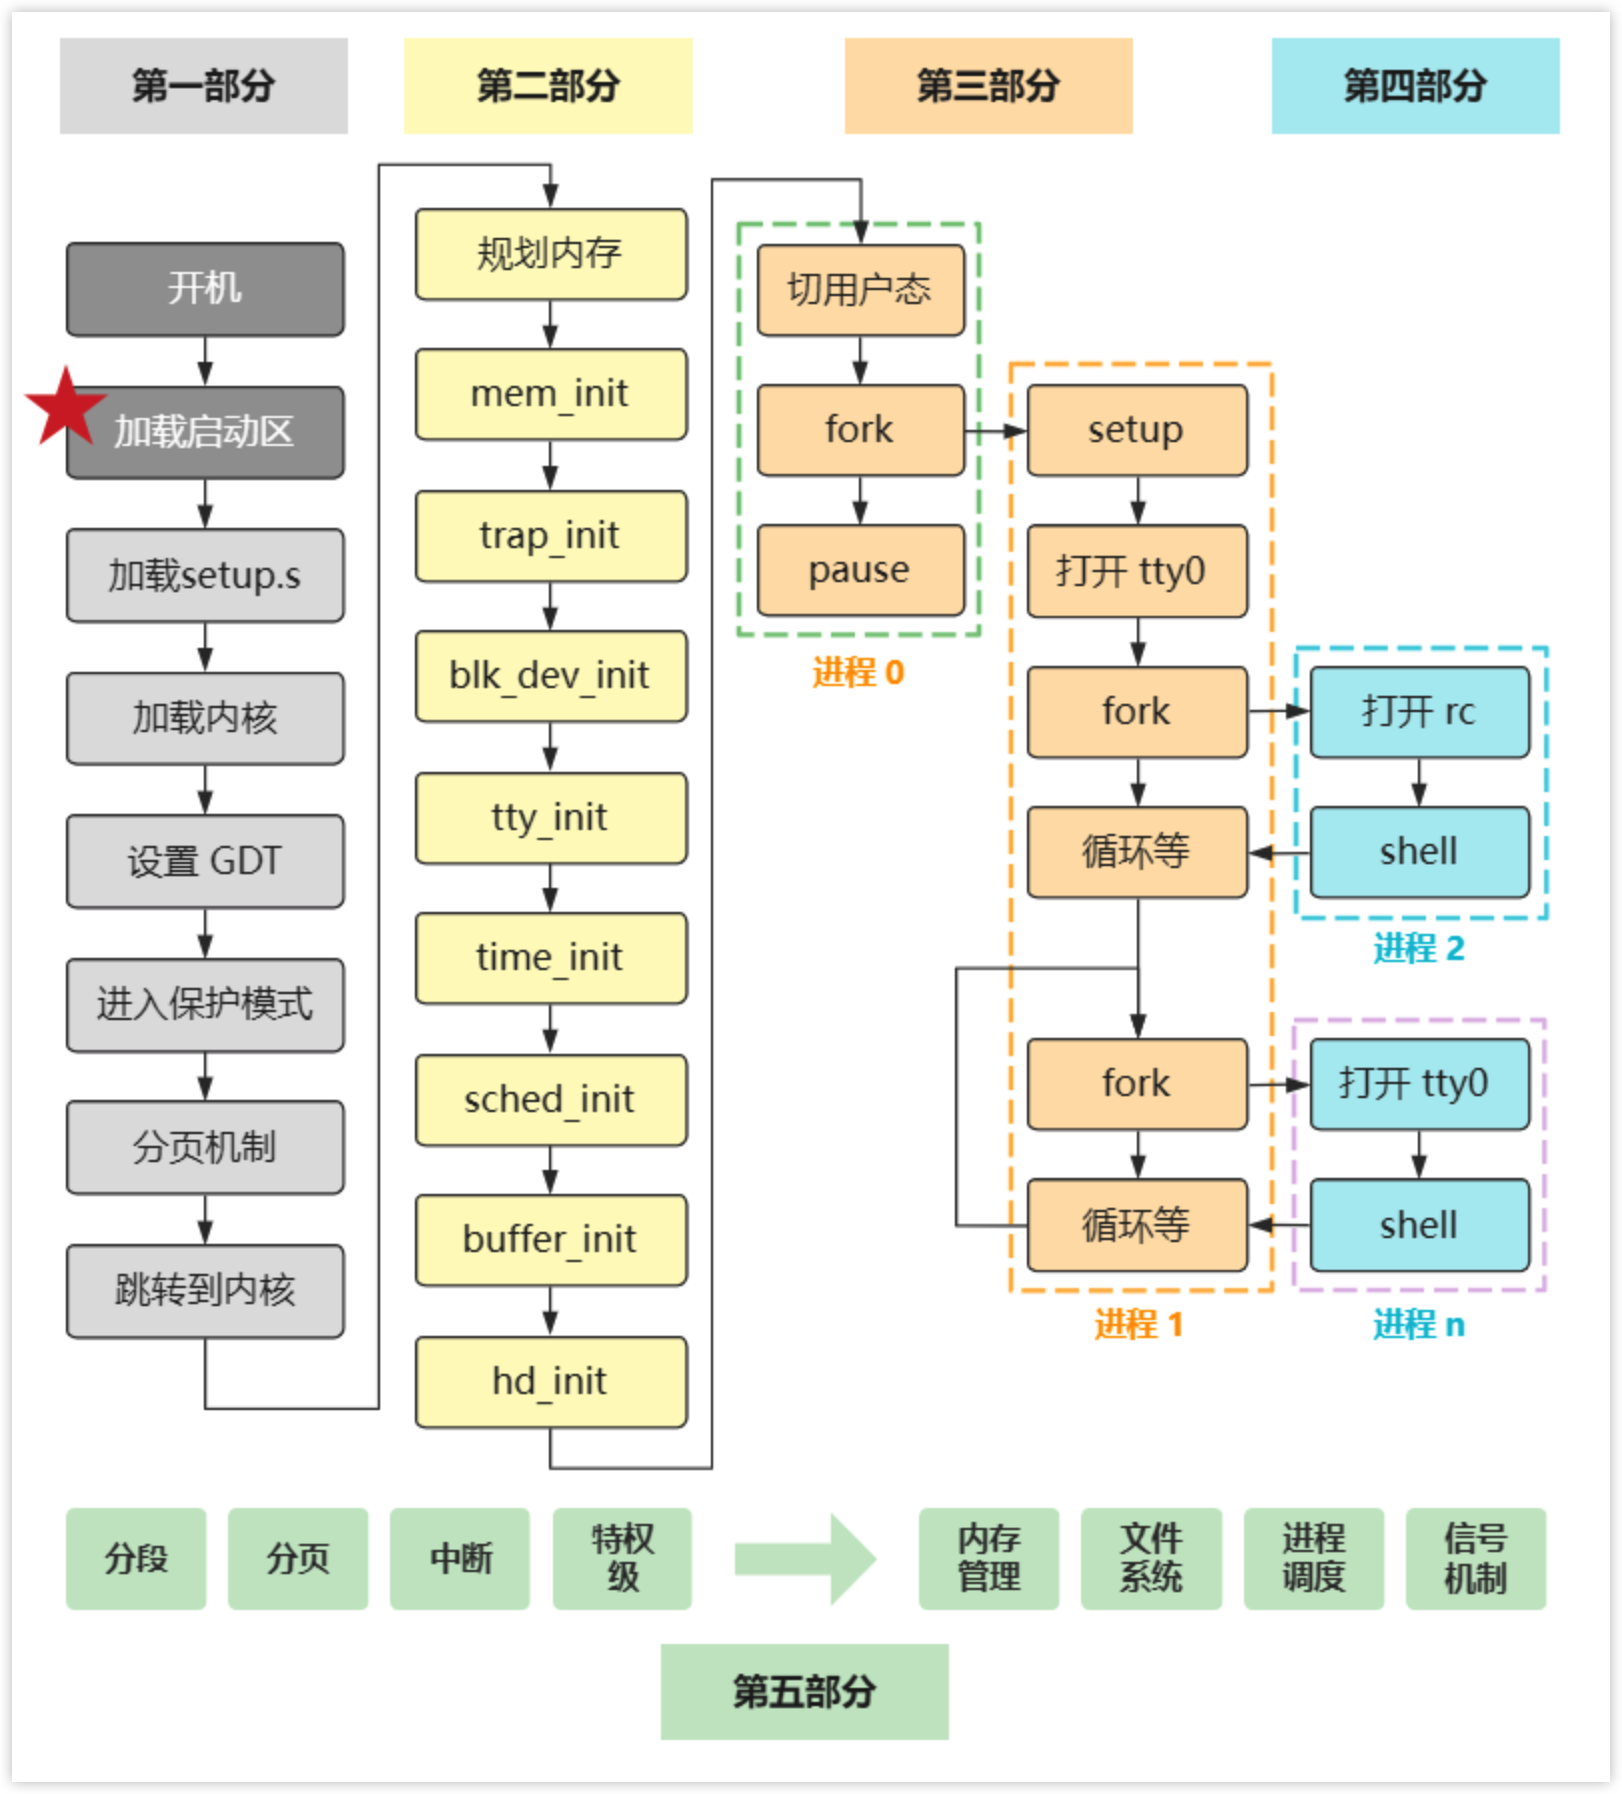 第一部分
第二部分
第三部分
第四部分
开机
加载启动区
加载setup.s
加载内核
设置 GDT
进入保护模式
分页机制
跳转到内核
规划内存
mem_init
trap_init
blk_dev_init
tty_init
time_init
sched_init
buffer_init
hd_init
切用户态
fork
pause
进程 0
setup
打开 tty0
fork
循环等
fork
循环等
进程 1
打开 rc
shell
进程 2
打开 tty0
shell
进程 n
分段
分页
中断
特权
级
内存
管理
文件
系统
进程
调度
信号
机制
第五部分